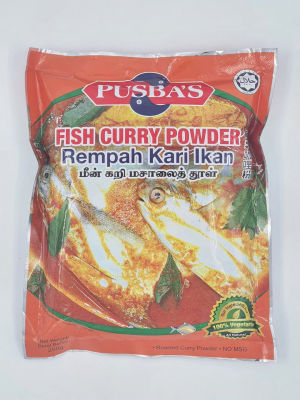 PUSBA'S
FISH CURRY POWDER
Rempah Kari Ikan
மீன் கறி மசாலைத் தூள்
100% Vegetarian
• Roasted Curry Powder • NO MSG